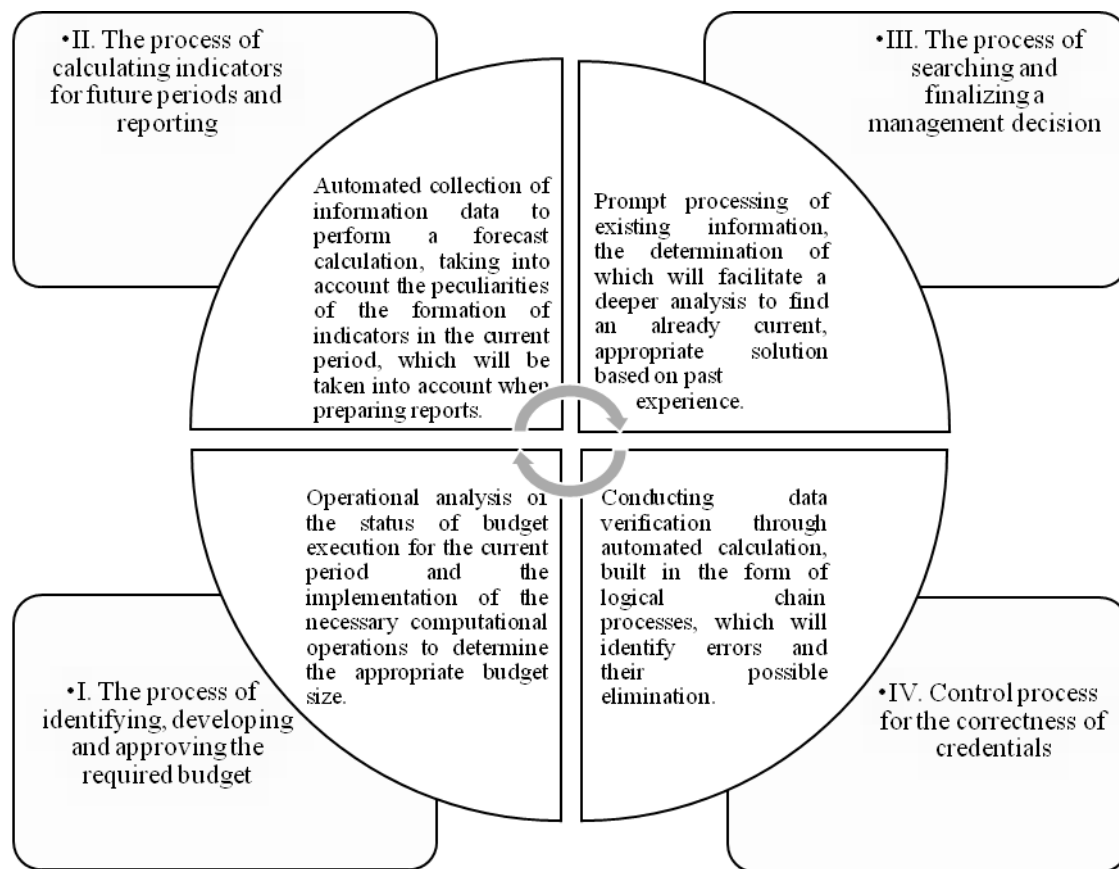 •II. The process of
calculating indicators
for future periods and
reporting
•III. The process of
searching and
finalizing a
management decision
Automated collection of
information data to
perform a forecast
calculation, taking into
account the peculiarities
of the formation of
indicators in the current
period, which will be
taken into account when
preparing reports.
Prompt processing of
existing information,
the determination of
which will facilitate a
deeper analysis to find
an already current,
appropriate solution
based on past
experience.
Operational analysis of
the status of budget
execution for the current
period and the
implementation of the
necessary computational
operations to determine
the appropriate budget
size.
Conducting data
verification through
automated calculation,
built in the form of
logical chain
processes, which will
identify errors and
their possible
elimination.
•I. The process of
identifying, developing
and approving the
required budget
•IV. Control process
for the correctness of
credentials